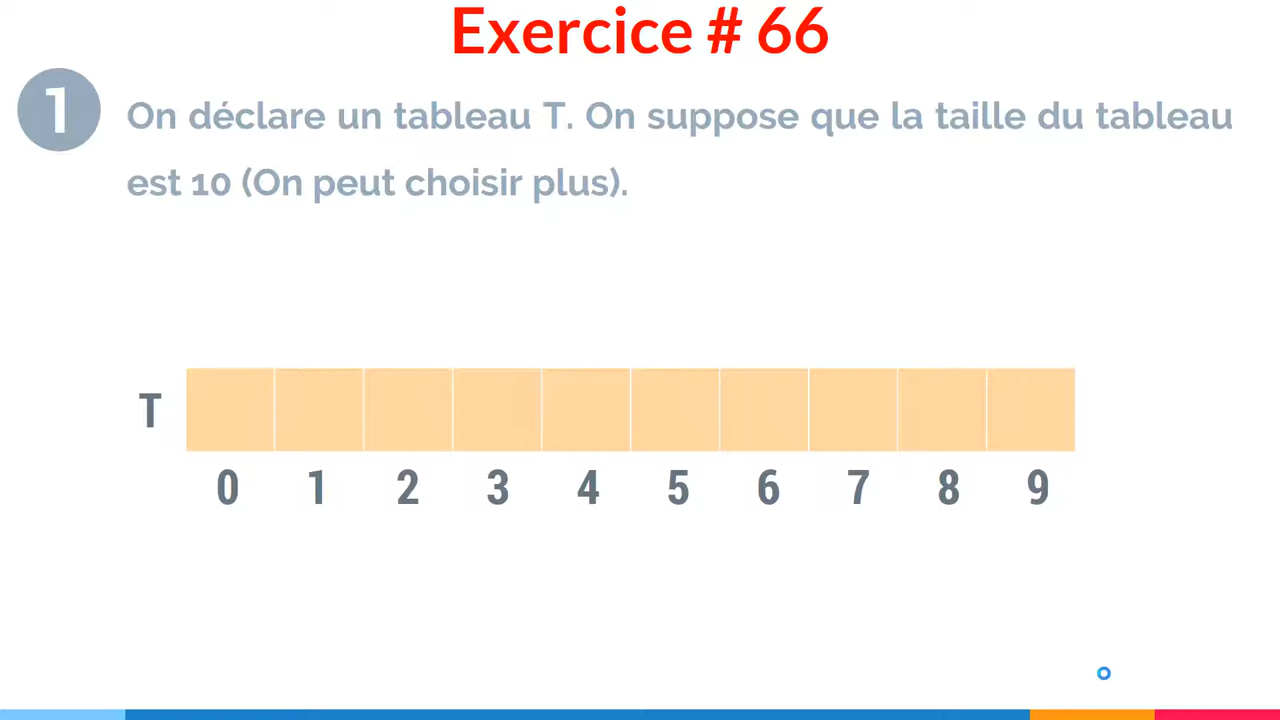 Exercice # 66
1
On déclare un tableau T. On suppose que la taille du tableau
est 10 (On peut choisir plus).
T
0 1 2 3 4 5 6 7 8 9